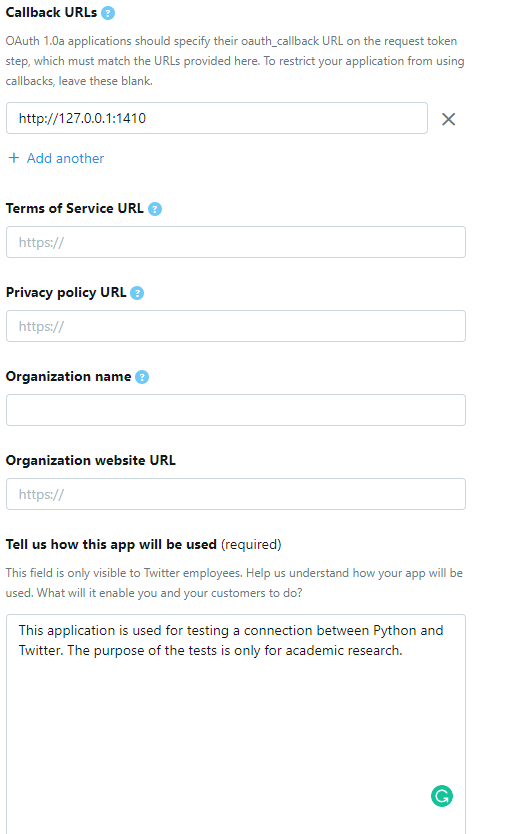 Callback URLs ?
OAuth 1.0a applications should specify their oauth_callback URL on the request token
step, which must match the URLs provided here. To restrict your application from using
callbacks, leave these blank.
http://127.0.0.1:1410
+ Add another
Terms of Service URL ?
https://
Privacy policy URL ?
https://
Organization name ?
Organization website URL
https://
Tell us how this app will be used (required)
This field is only visible to Twitter employees. Help us understand how your app will be
used. What will it enable you and your customers to do?
This application is used for testing a connection between Python and
Twitter. The purpose of the tests is only for academic research.